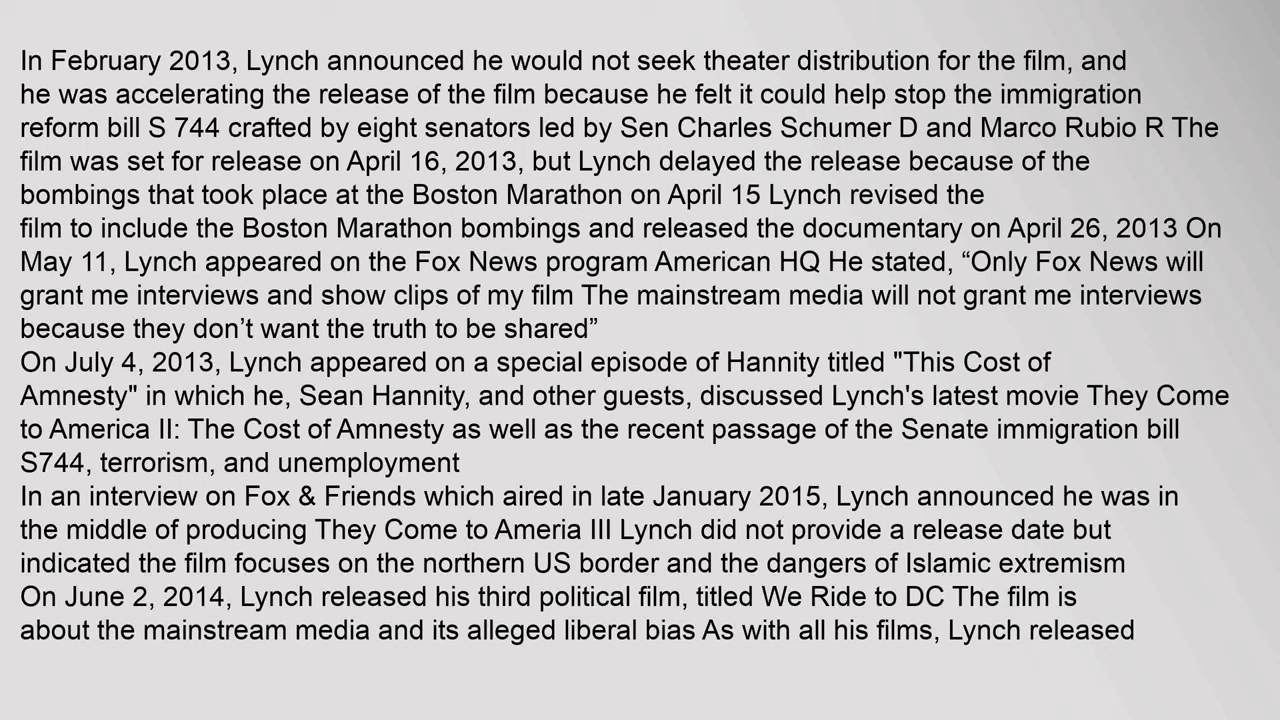 In February 2013, Lynch announced he would not seek theater distribution for the film, and
he was accelerating the release of the film because he felt it could help stop the immigration
reform bill S 744 crafted by eight senators led by Sen Charles Schumer D and Marco Rubio R The
film was set for release on April 16, 2013, but Lynch delayed the release because of the
bombings that took place at the Boston Marathon on April 15 Lynch revised the
film to include the Boston Marathon bombings and released the documentary on April 26, 2013 On
May 11, Lynch appeared on the Fox News program American HQ He stated, “Only Fox News will
grant me interviews and show clips of my film The mainstream media will not grant me interviews
because they don’t want the truth to be shared”
On July 4, 2013, Lynch appeared on a special episode of Hannity titled "This Cost of
Amnesty" in which he, Sean Hannity, and other guests, discussed Lynch's latest movie They Come
to America II: The Cost of Amnesty as well as the recent passage of the Senate immigration bill
S744, terrorism, and unemployment
In an interview on Fox & Friends which aired in late January 2015, Lynch announced he was in
the middle of producing They Come to Ameria III Lynch did not provide a release date but
indicated the film focuses on the northern US border and the dangers of Islamic extremism
On June 2, 2014, Lynch released his third political film, titled We Ride to DC The film is
about the mainstream media and its alleged liberal bias As with all his films, Lynch released